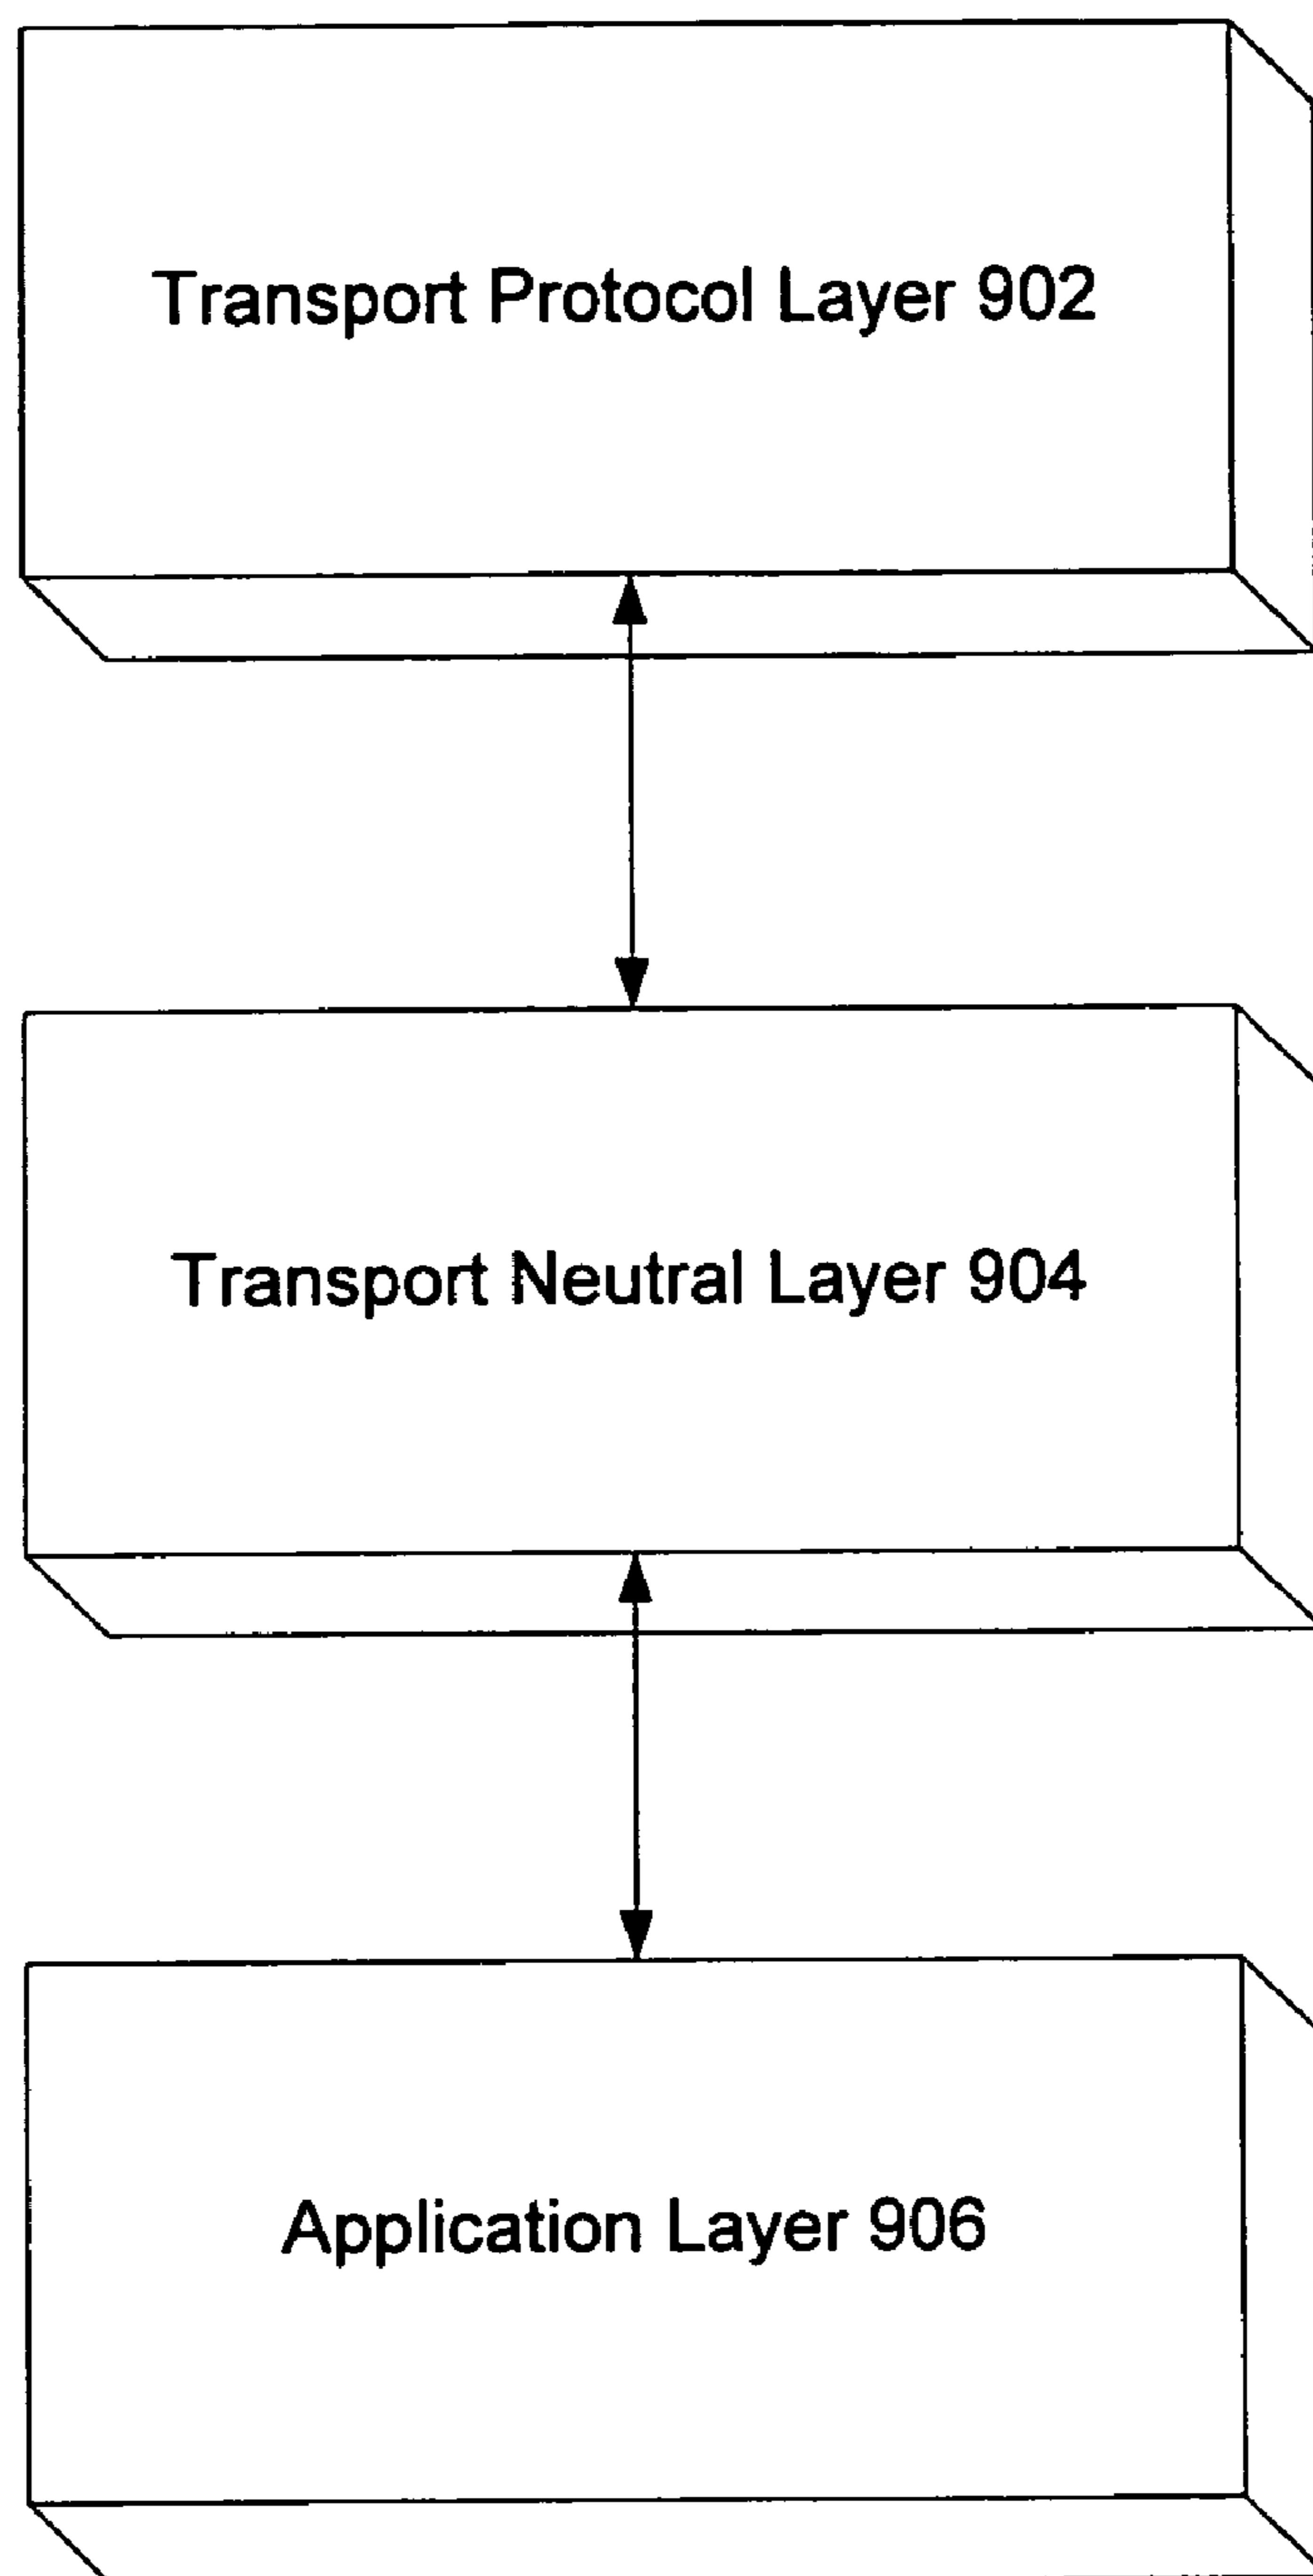 Transport Protocol Layer 902
Transport Neutral Layer 904
Application Layer 906